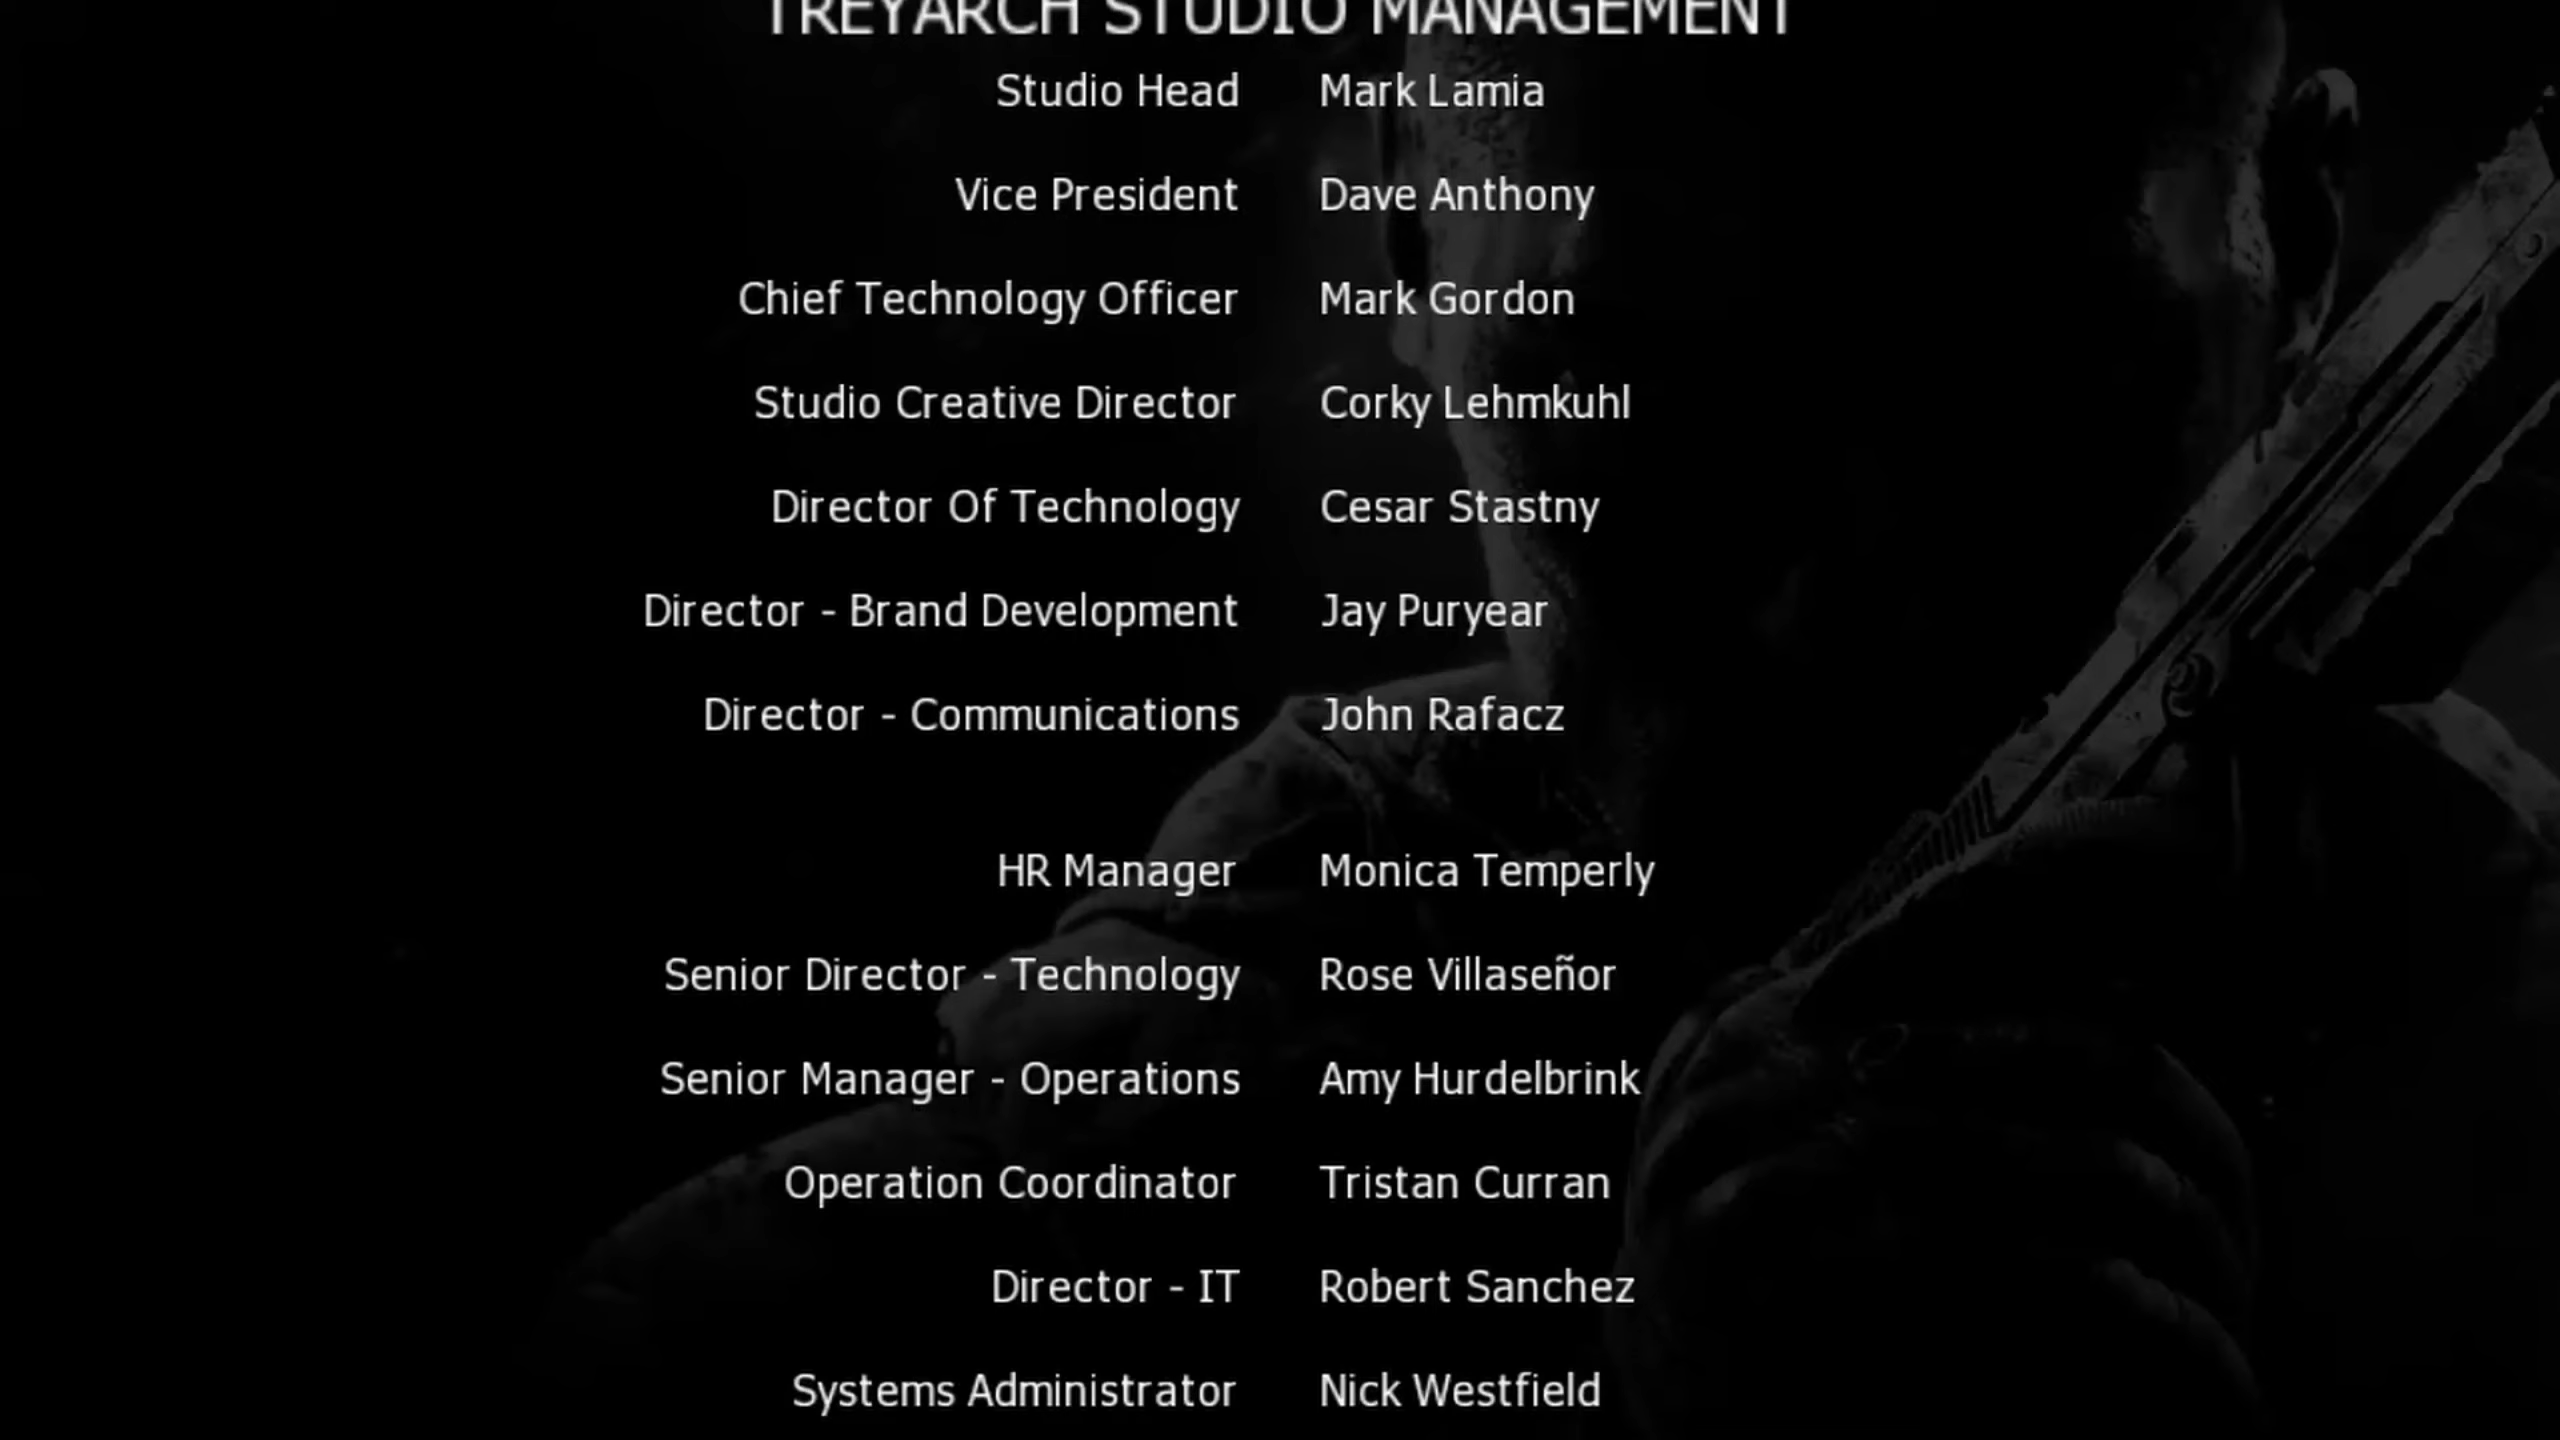 TREYARCH STUDIO MANAGEMENT
Studio Head Mark Lamia
Vice President Dave Anthony
Chief Technology Officer Mark Gordon
Studio Creative Director Corky Lehmkuhl
Director Of Technology Cesar Stastny
Director - Brand Development Jay Puryear
Director - Communications John Rafacz
HR Manager Monica Temperly
Senior Director - Technology Rose Villaseñor
Senior Manager - Operations Amy Hurdelbrink
Operation Coordinator Tristan Curran
Director - IT Robert Sanchez
Systems Administrator Nick Westfield